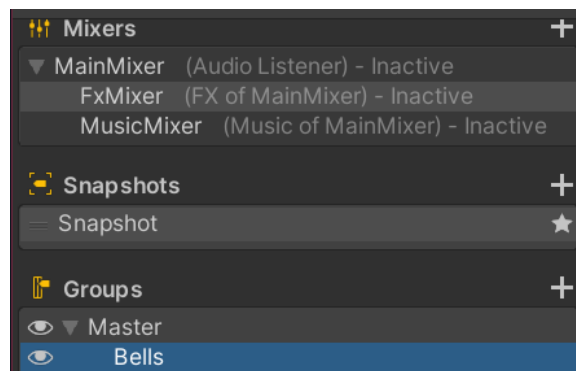 Mixers
MainMixer (Audio Listener) - Inactive
FxMixer (FX of MainMixer) - Inactive
MusicMixer (Music of MainMixer) - Inactive
Snapshots
Snapshot
Groups
Master
Bells